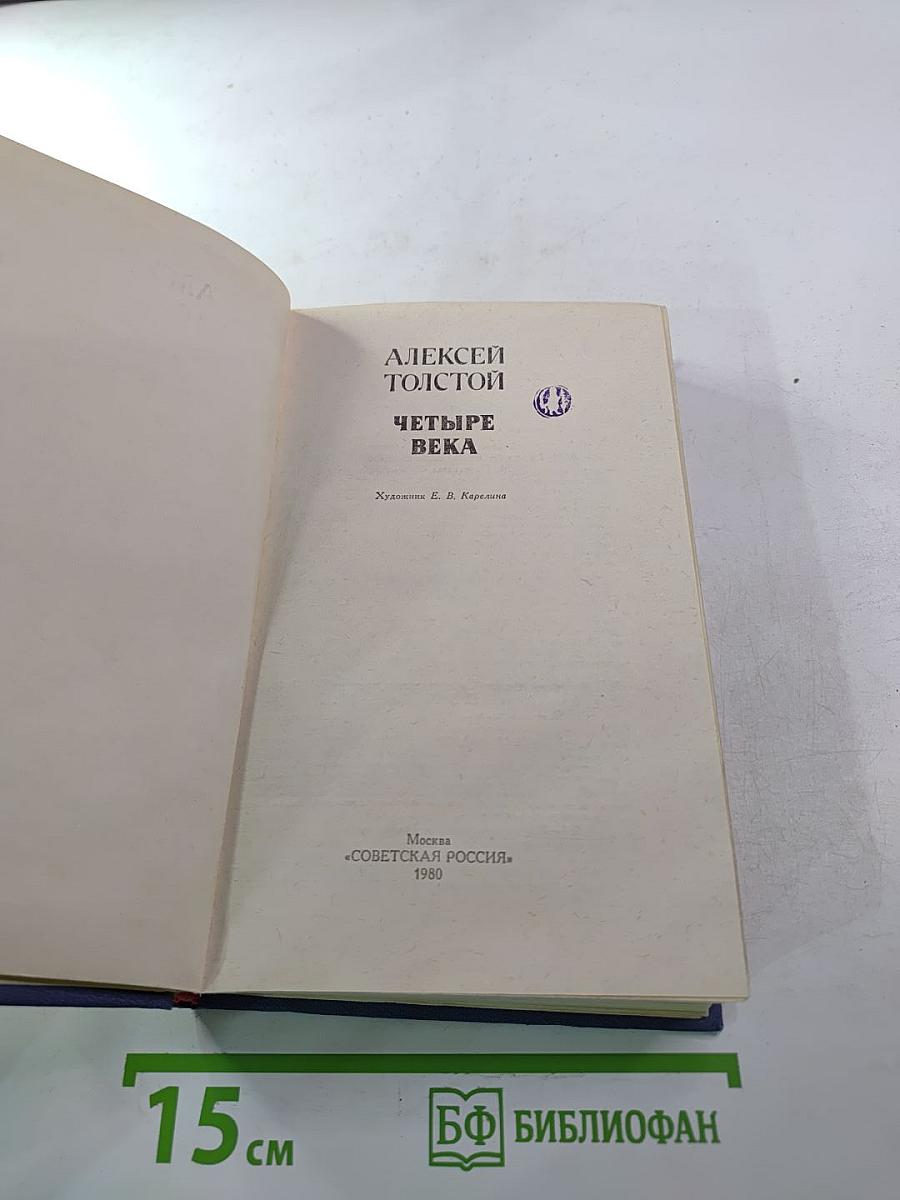 АЛЕКСЕЙ
ТОЛСТОЙ
ЧЕТЫРЕ
ВЕКА
Художник Е. В. Карелина
Москва
«СОВЕТСКАЯ РОССИЯ»
1980
15 см
БФ БИБЛИОФАН